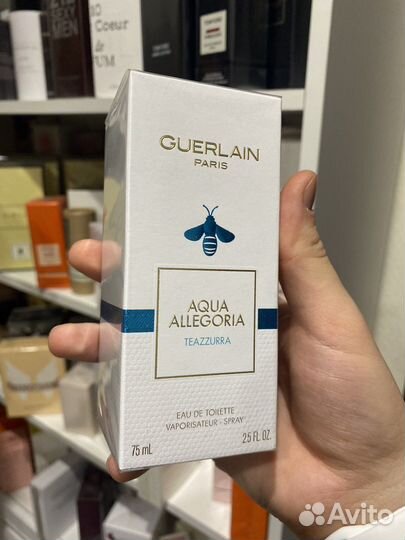 GUERLAIN
PARIS
AQUA
ALLEGORIA
TEAZZURRA
EAU DE TOILETTE
VAPORISATEUR - SPRAY
75 mL
2.5 FL. OZ.
Avito